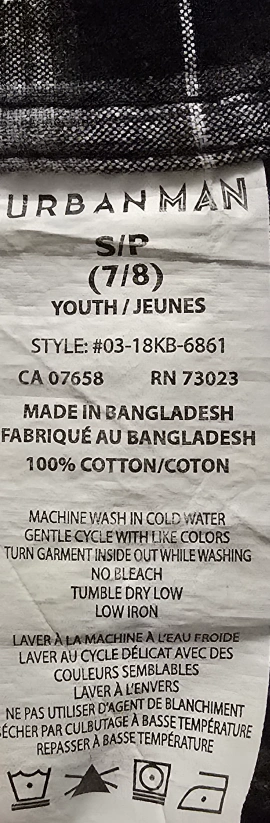 URBAN MAN
S/P
(7/8)
YOUTH / JEUNES
STYLE: #03-18KB-6861
CA 07658 RN 73023
MADE IN BANGLADESH
FABRIQUÉ AU BANGLADESH
100% COTTON/COTON
MACHINE WASH IN COLD WATER
GENTLE CYCLE WITH LIKE COLORS
TURN GARMENT INSIDE OUT WHILE WASHING
NO BLEACH
TUMBLE DRY LOW
LOW IRON
LAVER À LA MACHINE À L'EAU FROIDE
LAVER AU CYCLE DÉLICAT AVEC DES
COULEURS SEMBLABLES
LAVER À L'ENVERS
NE PAS UTILISER D'AGENT DE BLANCHIMENT
SÉCHER PAR CULBUTAGE À BASSE TEMPÉRATURE
REPASSER À BASSE TEMPÉRATURE